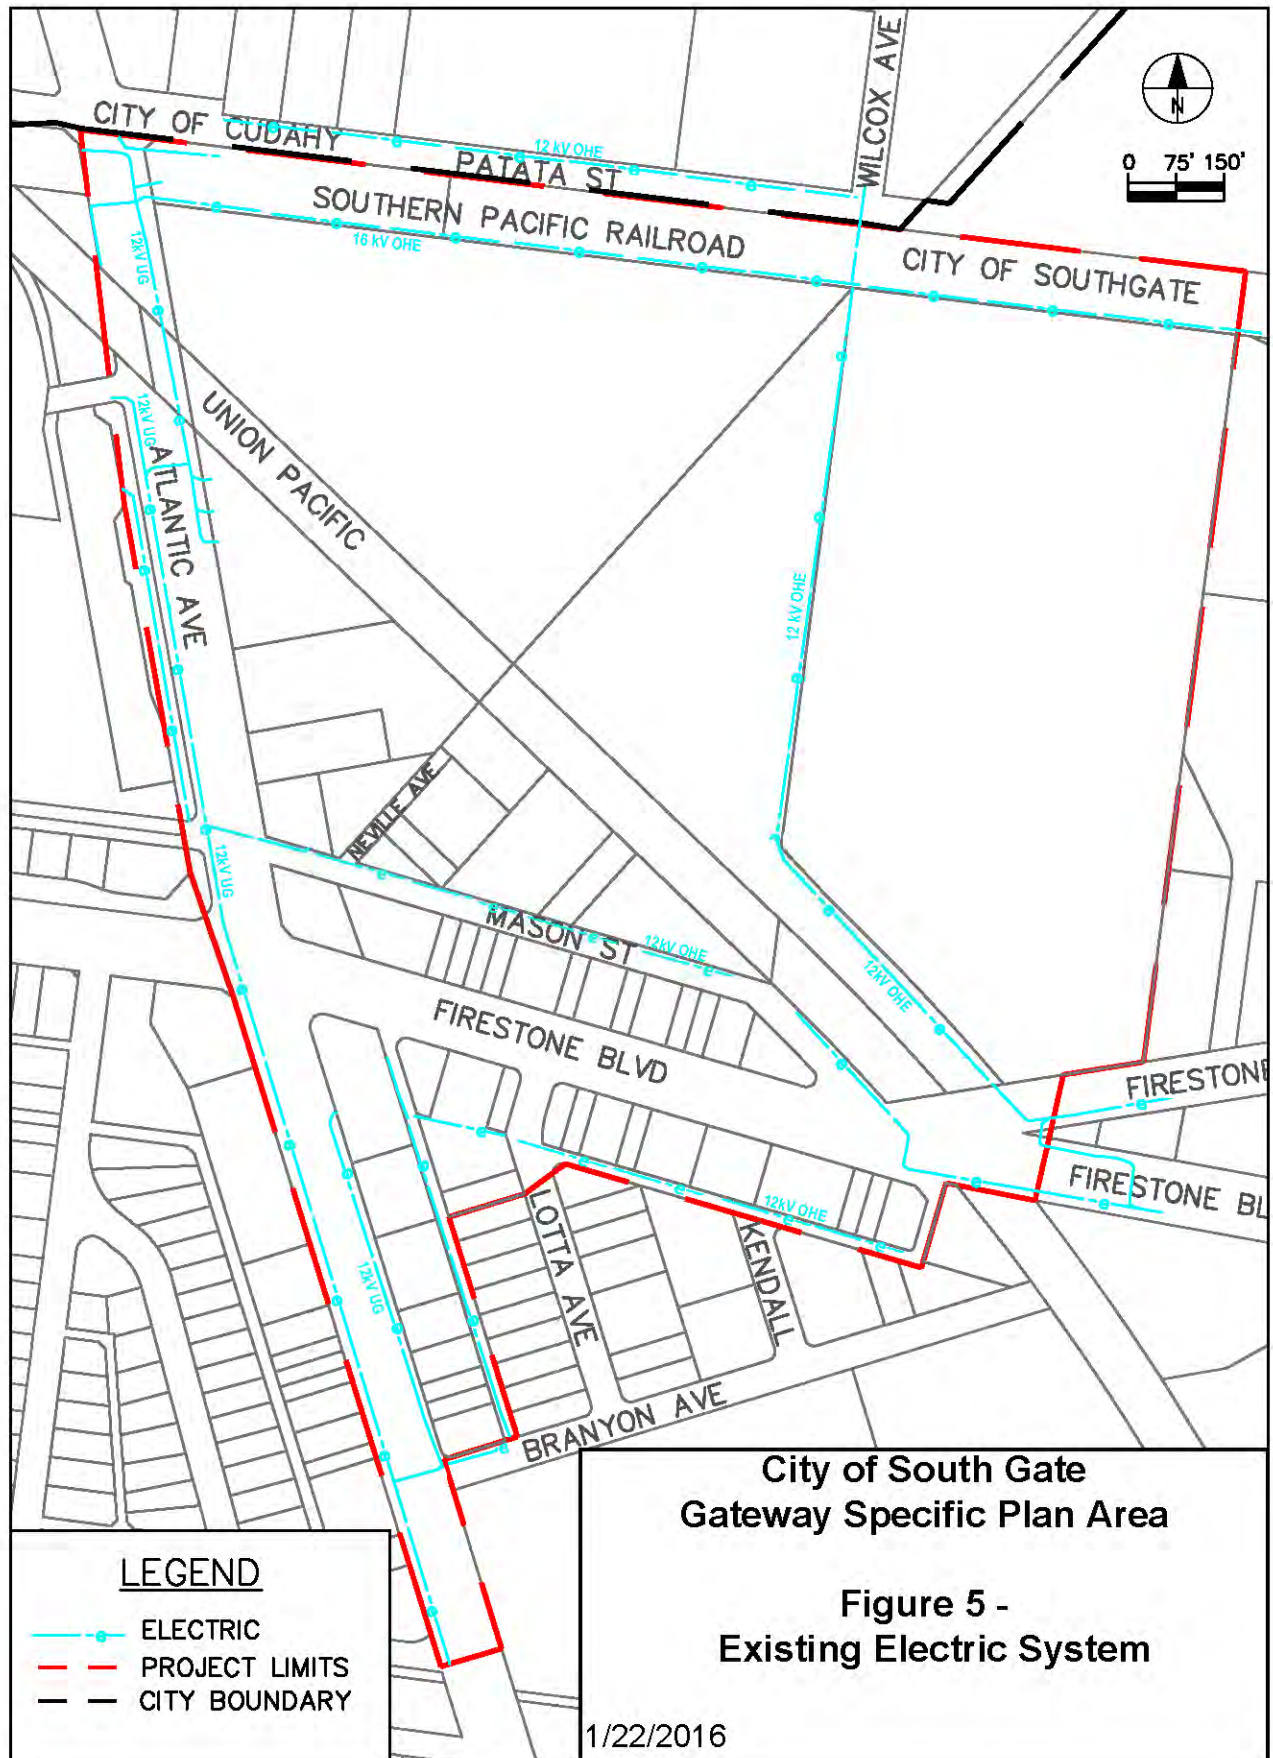 WILCOX AVE
N
0 75' 150'
CITY OF CUDAHY
12 kV OHE
PATATA ST
SOUTHERN PACIFIC RAILROAD
16 kV OHE
CITY OF SOUTHGATE
12kV UG
UNION PACIFIC
12kV UG
ATLANTIC AVE
12 kV OHE
NEVILLE AVE
12kV UG
MASON ST
12kV OHE
12kV OHE
FIRESTONE BLVD
FIRESTONE
FIRESTONE BL
12kV OHE
LOTTA AVE
KENDALL
12kV UG
BRANYON AVE
City of South Gate
Gateway Specific Plan Area
Figure 5 -
Existing Electric System
1/22/2016
LEGEND
e ELECTRIC
PROJECT LIMITS
CITY BOUNDARY